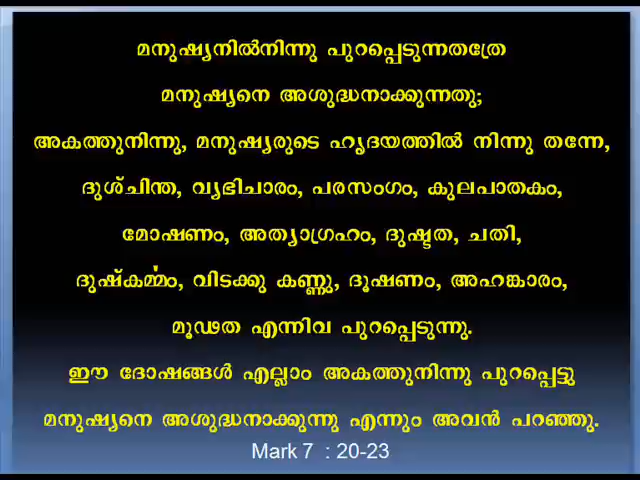 മനുഷ്യനിൽനിന്നു പുറപ്പെടുന്നതത്രേ
മനുഷ്യനെ അശുദ്ധനാക്കുന്നതു;
അകത്തുനിന്നു, മനുഷ്യരുടെ ഹൃദയത്തിൽ നിന്നു തന്നേ,
ദുശ്ചിന്ത, വ്യഭിചാരം, പരസംഗം, കുലപാതകം,
മോഷണം, അത്യാഗ്രഹം, ദുഷ്ടത, ചതി,
ദുഷ്കർമ്മം, വിടക്കു കണ്ണു, ദൂഷണം, അഹങ്കാരം,
മൂഢത എന്നിവ പുറപ്പെടുന്നു.
ഈ ദോഷങ്ങൾ എല്ലാം അകത്തുനിന്നു പുറപ്പെട്ടു
മനുഷ്യനെ അശുദ്ധനാക്കുന്നു എന്നും അവൻ പറഞ്ഞു.
Mark 7 : 20-23